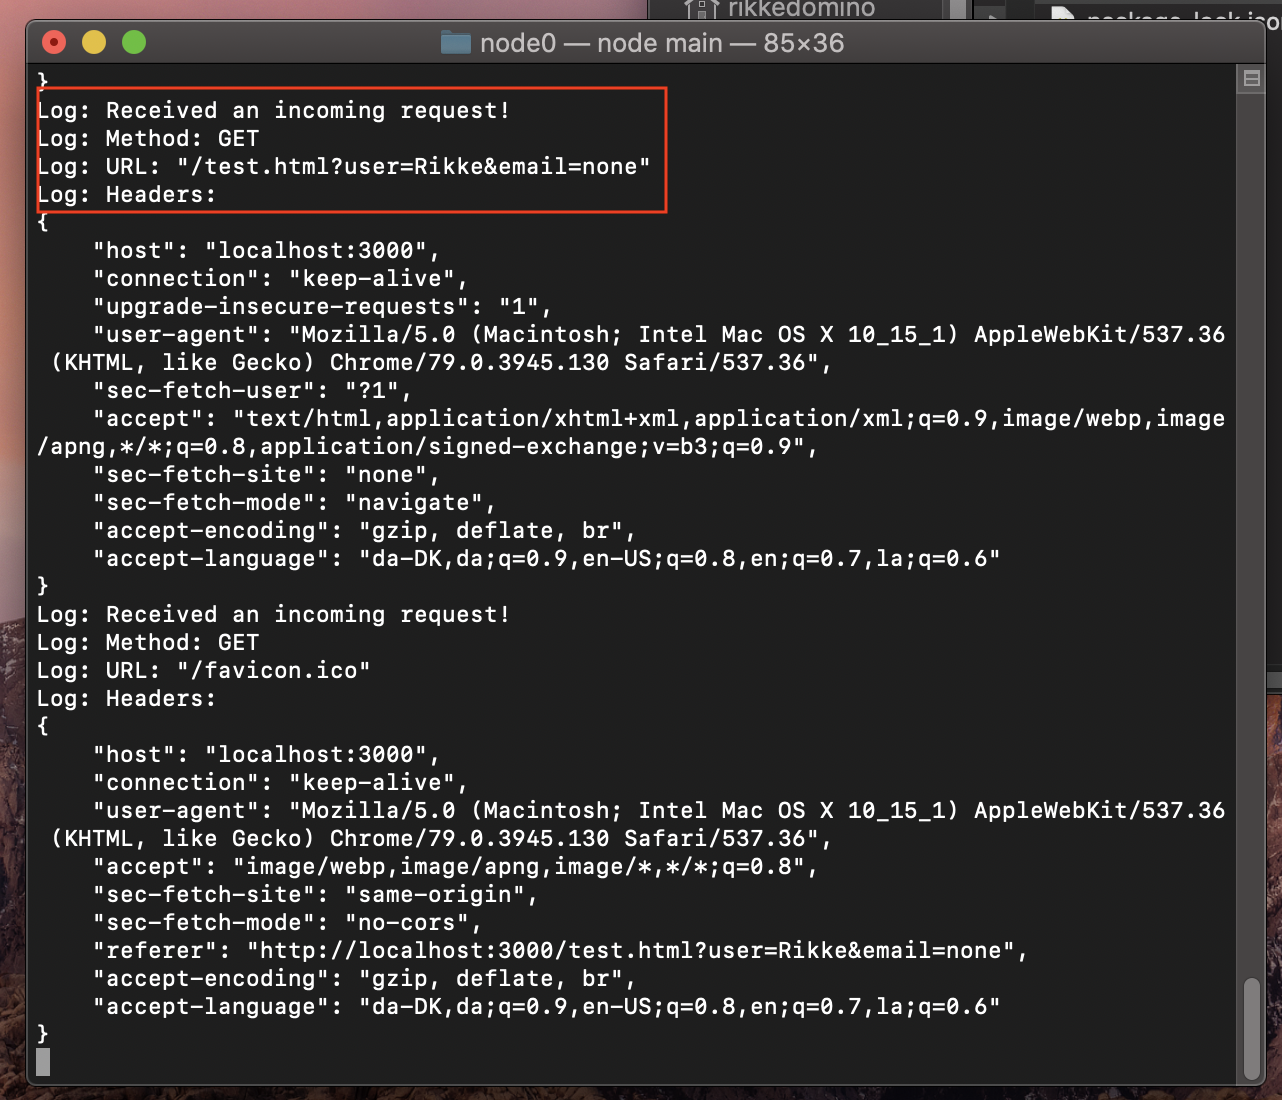 rikkedomino
node0 — node main — 85×36
}
Log: Received an incoming request!
Log: Method: GET
Log: URL: "/test.html?user=Rikke&email=none"
Log: Headers:
{
    "host": "localhost:3000",
    "connection": "keep-alive",
    "upgrade-insecure-requests": "1",
    "user-agent": "Mozilla/5.0 (Macintosh; Intel Mac OS X 10_15_1) AppleWebKit/537.36
 (KHTML, like Gecko) Chrome/79.0.3945.130 Safari/537.36",
    "sec-fetch-user": "?1",
    "accept": "text/html,application/xhtml+xml,application/xml;q=0.9,image/webp,image
/apng,*/*;q=0.8,application/signed-exchange;v=b3;q=0.9",
    "sec-fetch-site": "none",
    "sec-fetch-mode": "navigate",
    "accept-encoding": "gzip, deflate, br",
    "accept-language": "da-DK,da;q=0.9,en-US;q=0.8,en;q=0.7,la;q=0.6"
}
Log: Received an incoming request!
Log: Method: GET
Log: URL: "/favicon.ico"
Log: Headers:
{
    "host": "localhost:3000",
    "connection": "keep-alive",
    "user-agent": "Mozilla/5.0 (Macintosh; Intel Mac OS X 10_15_1) AppleWebKit/537.36
 (KHTML, like Gecko) Chrome/79.0.3945.130 Safari/537.36",
    "accept": "image/webp,image/apng,image/*,*/*;q=0.8",
    "sec-fetch-site": "same-origin",
    "sec-fetch-mode": "no-cors",
    "referer": "http://localhost:3000/test.html?user=Rikke&email=none",
    "accept-encoding": "gzip, deflate, br",
    "accept-language": "da-DK,da;q=0.9,en-US;q=0.8,en;q=0.7,la;q=0.6"
}